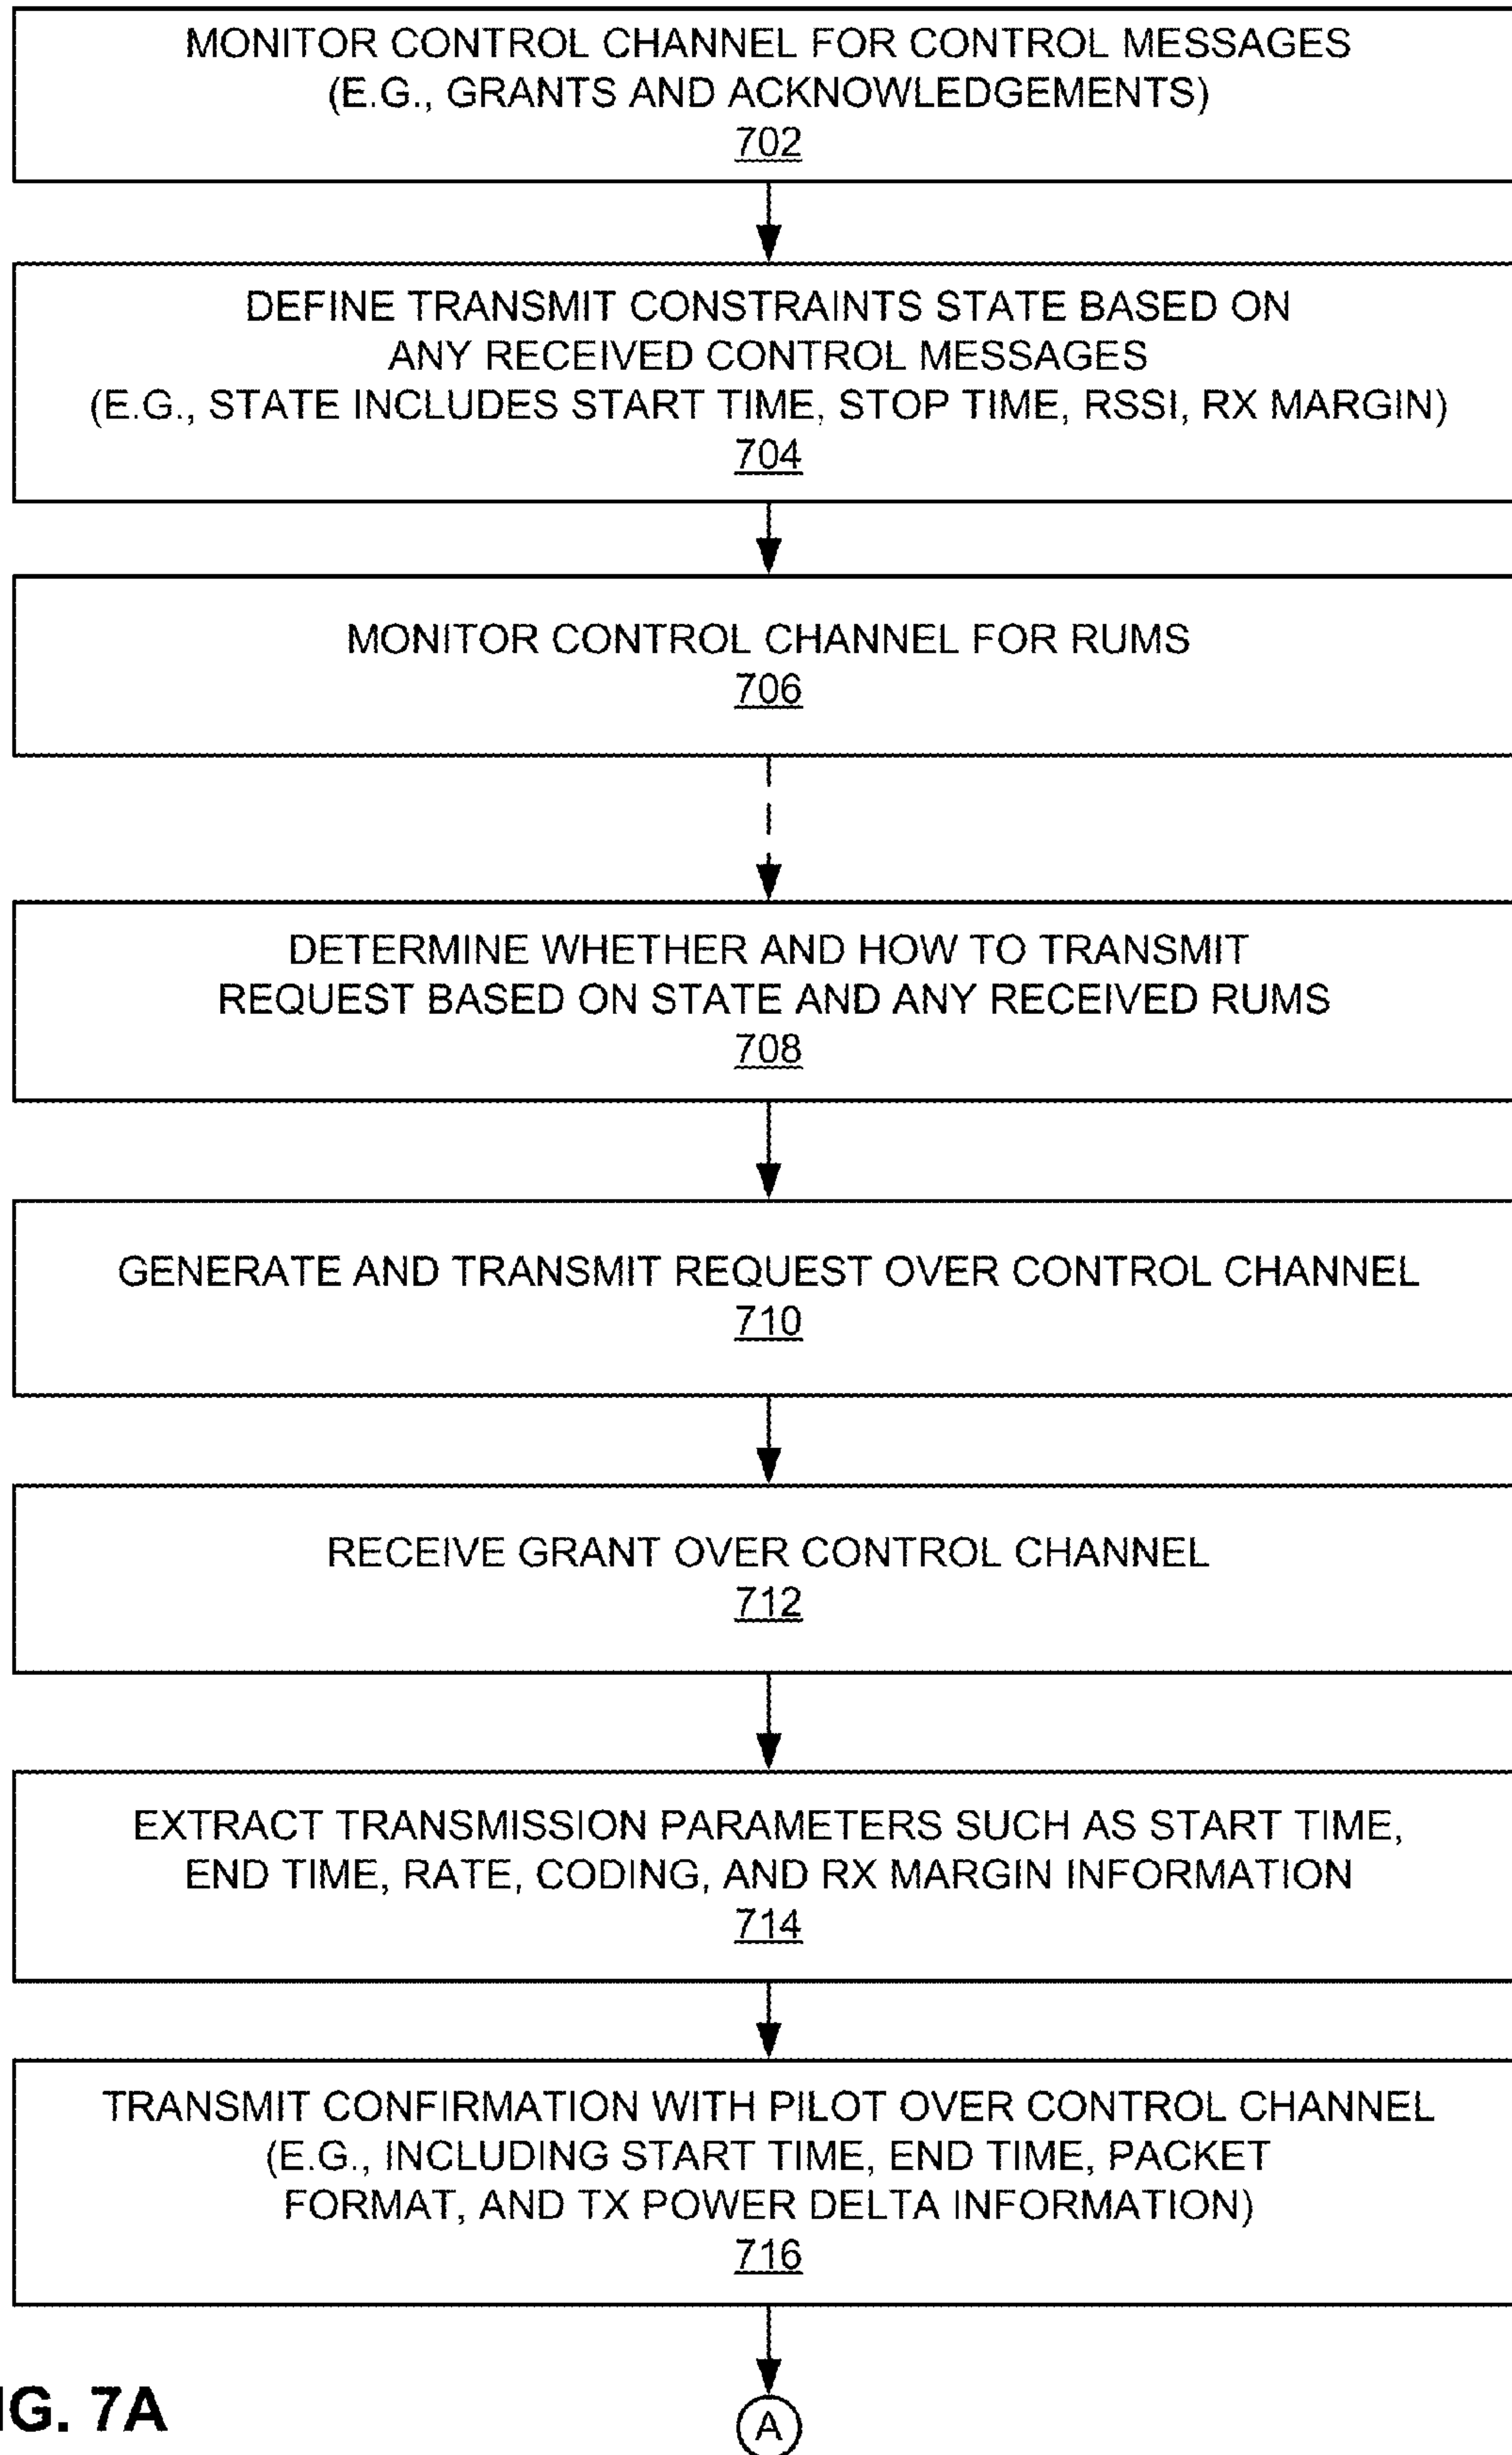 MONITOR CONTROL CHANNEL FOR CONTROL MESSAGES
(E.G., GRANTS AND ACKNOWLEDGEMENTS)
702
DEFINE TRANSMIT CONSTRAINTS STATE BASED ON
ANY RECEIVED CONTROL MESSAGES
(E.G., STATE INCLUDES START TIME, STOP TIME, RSSI, RX MARGIN)
704
MONITOR CONTROL CHANNEL FOR RUMS
706
DETERMINE WHETHER AND HOW TO TRANSMIT
REQUEST BASED ON STATE AND ANY RECEIVED RUMS
708
GENERATE AND TRANSMIT REQUEST OVER CONTROL CHANNEL
710
RECEIVE GRANT OVER CONTROL CHANNEL
712
EXTRACT TRANSMISSION PARAMETERS SUCH AS START TIME,
END TIME, RATE, CODING, AND RX MARGIN INFORMATION
714
TRANSMIT CONFIRMATION WITH PILOT OVER CONTROL CHANNEL
(E.G., INCLUDING START TIME, END TIME, PACKET
FORMAT, AND TX POWER DELTA INFORMATION)
716
IG. 7A
A